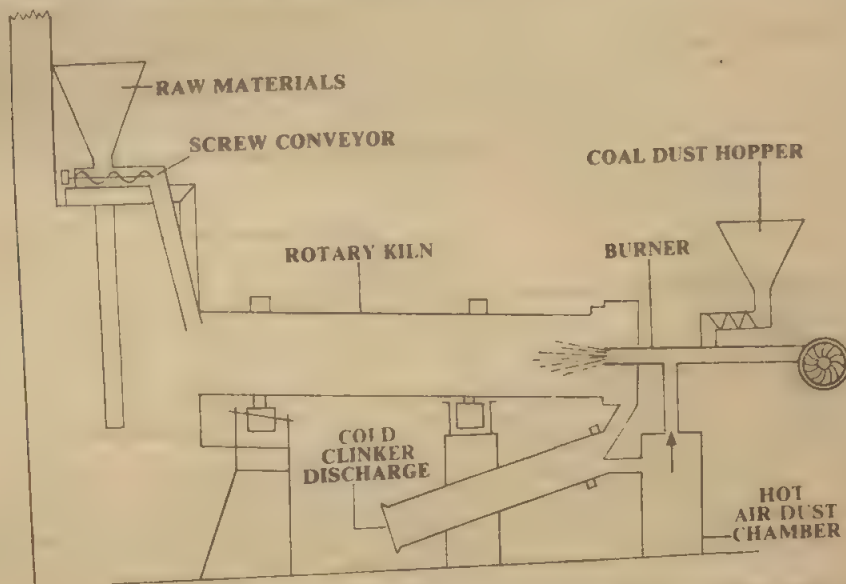 RAW MATERIALS
SCREW CONVEYOR
COAL DUST HOPPER
ROTARY KILN
BURNER
COLD
CLINKER
DISCHARGE
HOT
AIR DUST
CHAMBER